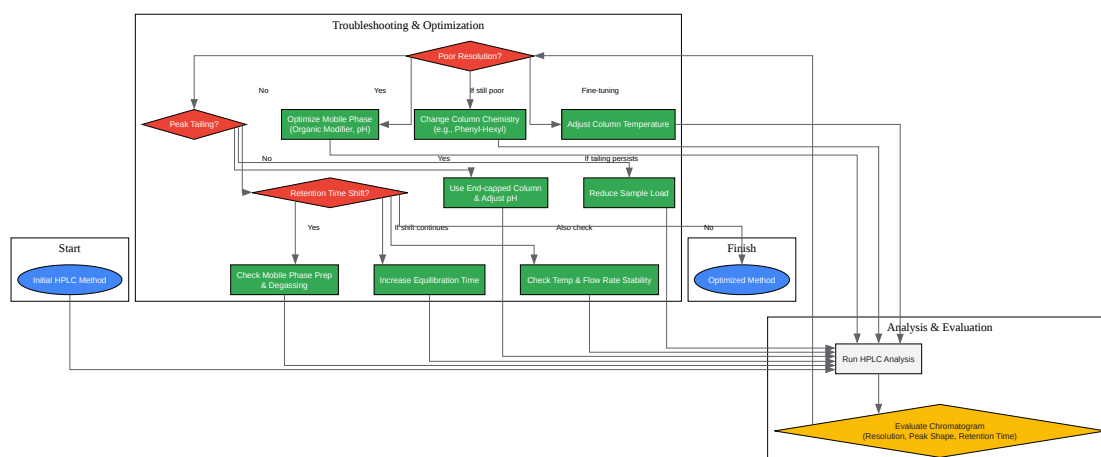 Troubleshooting & Optimization
Poor Resolution?
No
Yes
If still poor
Fine-tuning
Peak Tailing?
Optimize Mobile Phase
(Organic Modifier, pH)
Change Column Chemistry
(e.g., Phenyl-Hexyl)
Adjust Column Temperature
No
Yes
If tailing persists
Retention Time Shift?
Use End-capped Column
& Adjust pH
Reduce Sample Load
Yes
If shift continues
Also check
No
Start
Initial HPLC Method
Check Mobile Phase Prep
& Degassing
Increase Equilibration Time
Check Temp & Flow Rate Stability
Finish
Optimized Method
Analysis & Evaluation
Run HPLC Analysis
Evaluate Chromatogram
(Resolution, Peak Shape, Retention Time)